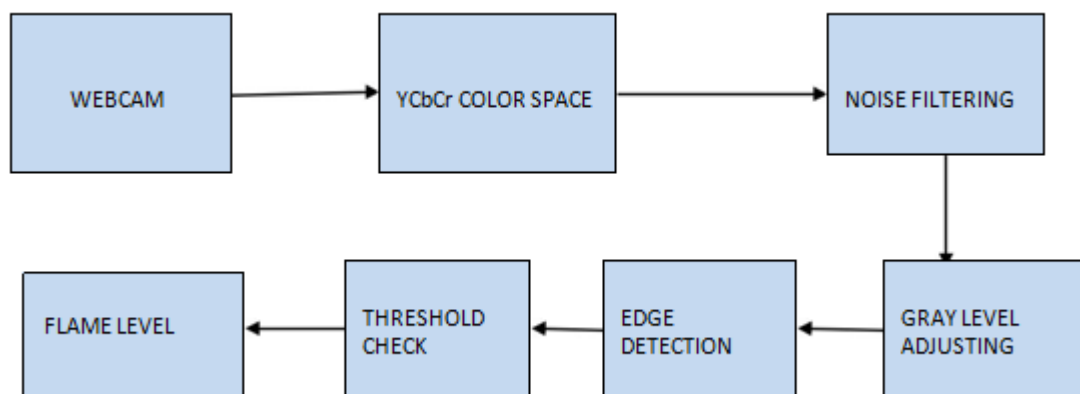 WEBCAM
YCbCr COLOR SPACE
NOISE FILTERING
FLAME LEVEL
THRESHOLD
CHECK
EDGE
DETECTION
GRAY LEVEL
ADJUSTING